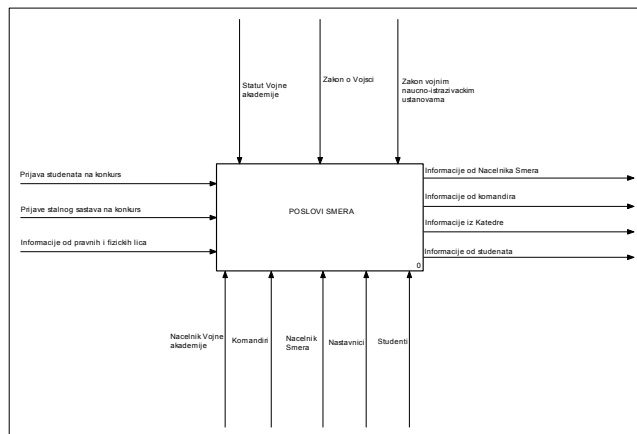 Statut Vojne
akademije
Zakon o Vojsci
Zakon vojnim
naucno-istrazivackim
ustanovama
Prijava studenata na konkurs
Prijave stalnog sastava na konkurs
Informacije od pravnih i fizickih lica
POSLOVI SMERA
0
Informacije od Nacelnika Smera
Informacije od komandira
Informacije iz Katedre
Informacije od studenata
Nacelnik Vojne
akademije
Komandiri
Nacelnik
Smera
Nastavnici
Studenti